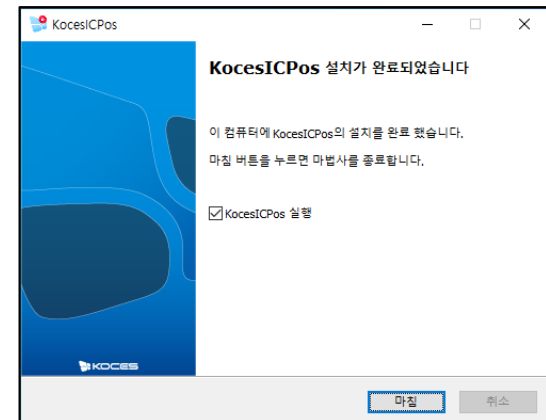 KocesICPos
KocesICPos 설치가 완료되었습니다
이 컴퓨터에 KocesICPos의 설치를 완료 했습니다.
마침 버튼을 누르면 마법사를 종료합니다.
KocesICPos 실행
KOCES
마침
취소